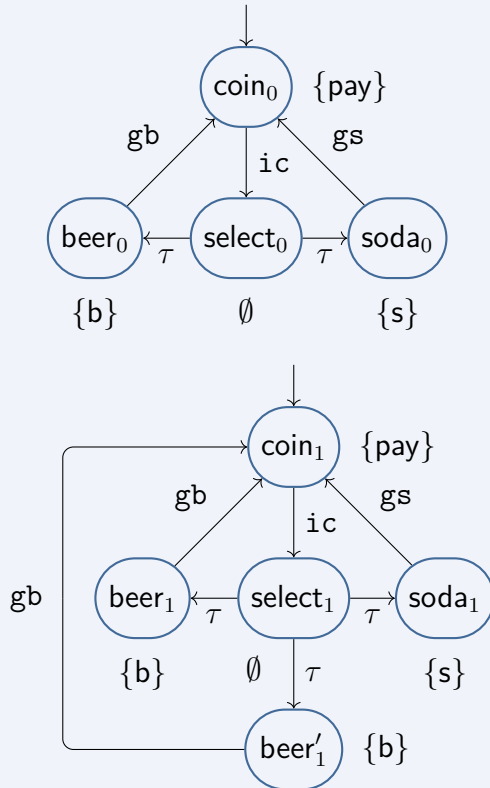 coin₀ {pay}
gb ic gs
beer₀ τ select₀ τ soda₀
{b} ∅ {s}
coin₁ {pay}
gb ic gs
gb beer₁ τ select₁ τ soda₁
{b} ∅ τ {s}
beer′₁ {b}